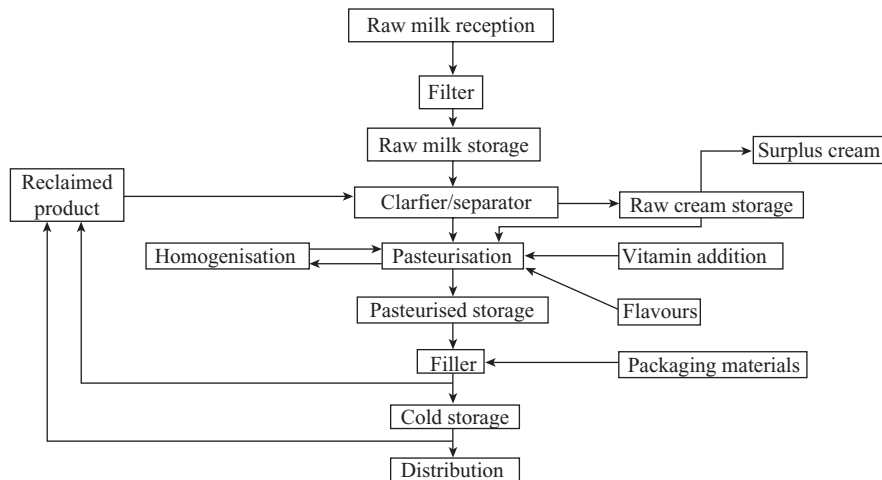 Raw milk reception
Filter
Raw milk storage
Surplus cream
Reclaimed
product
Clarfier/separator
Raw cream storage
Homogenisation
Pasteurisation
Vitamin addition
Pasteurised storage
Flavours
Filler
Packaging materials
Cold storage
Distribution